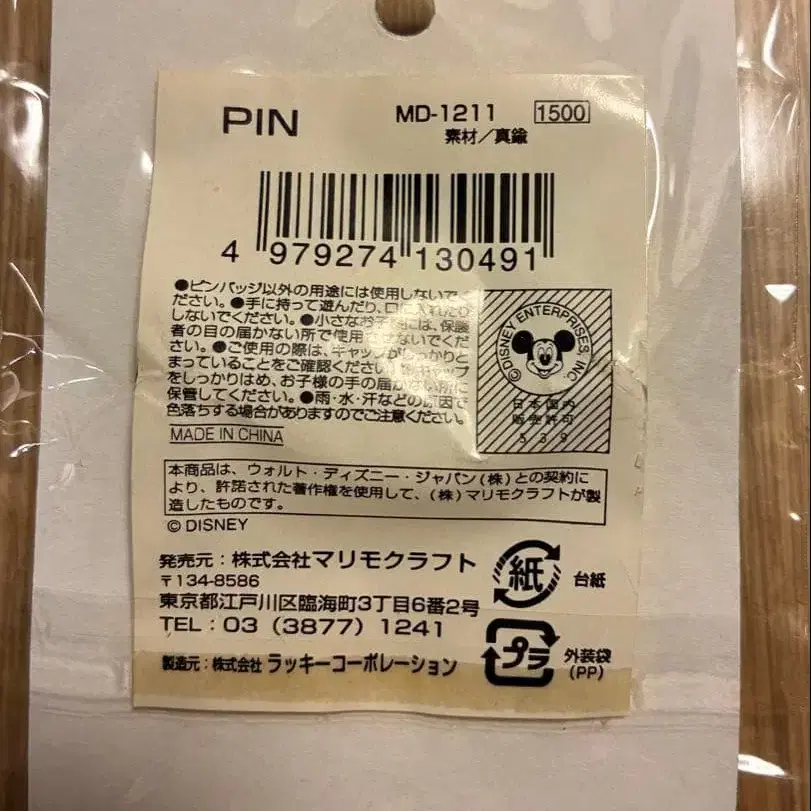 PIN
MD-1211 1500
素材／真鍮
4 979274 130491
●ピンバッジ以外の用途には使用しないで
ください。●手に持って遊んだり、口に入れたり
しないでください。●小さなお子様には、保護
者の目の届かない所で使用させないでくだ
さい。●ご使用の際は、キャップがしっかりと
まっていることをご確認ください。キャップ
をしっかりはめ、お子様の手の届かない所に
保管してください。●雨・水・汗などの原因で
色落ちする場合がありますのでご注意ください。
©DISNEY ENTERPRISES, INC.
日本国内
販売許可
539
MADE IN CHINA
本商品は、ウォルト・ディズニー・ジャパン(株)との契約に
より、許諾された著作権を使用して、(株)マリモクラフトが製
造したものです。
© DISNEY
発売元：株式会社マリモクラフト
〒134-8586
東京都江戸川区臨海町3丁目6番2号
TEL：03 (3877) 1241
製造元：株式会社 ラッキーコーポレーション
紙 台紙
プラ 外装袋
(PP)